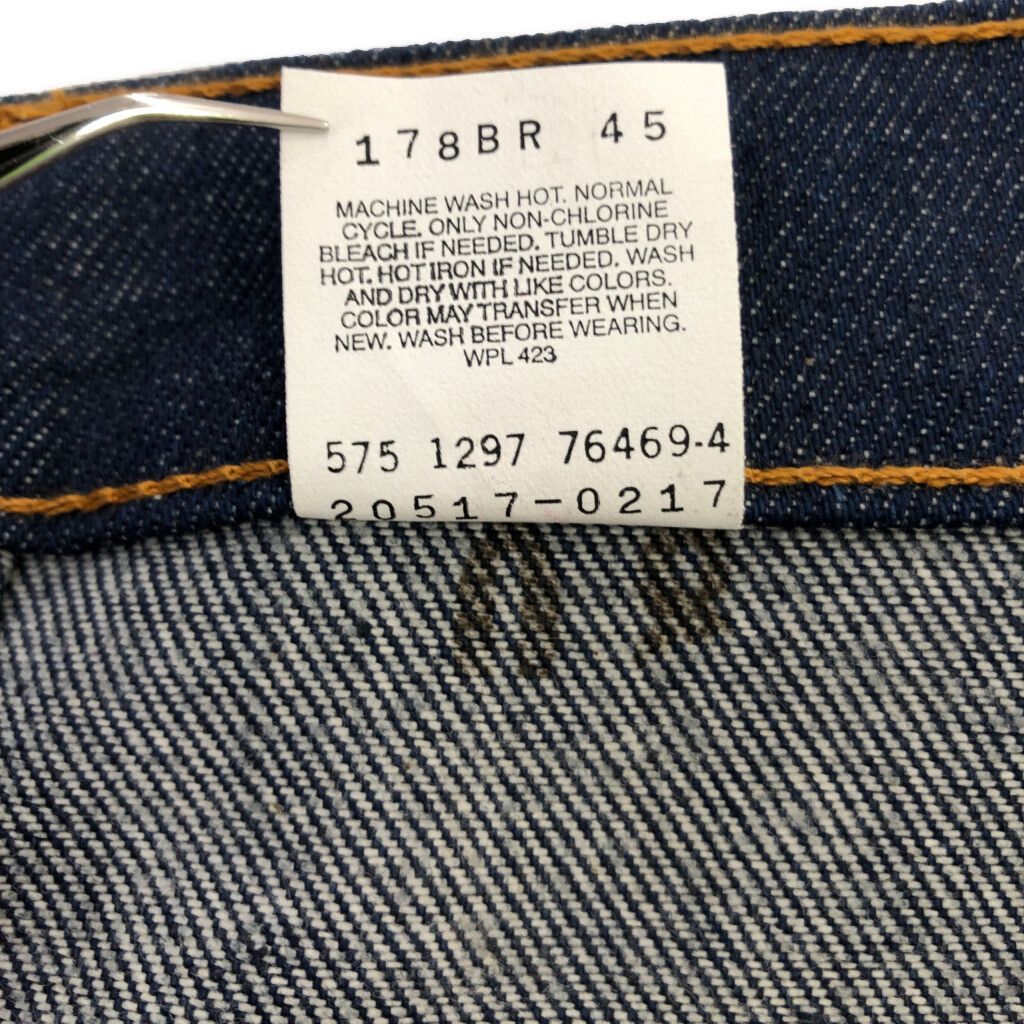 178BR 45
MACHINE WASH HOT. NORMAL
CYCLE. ONLY NON-CHLORINE
BLEACH IF NEEDED. TUMBLE DRY
HOT. HOT IRON IF NEEDED. WASH
AND DRY WITH LIKE COLORS.
COLOR MAY TRANSFER WHEN
NEW. WASH BEFORE WEARING.
WPL 423
575 1297 76469-4
20517-0217